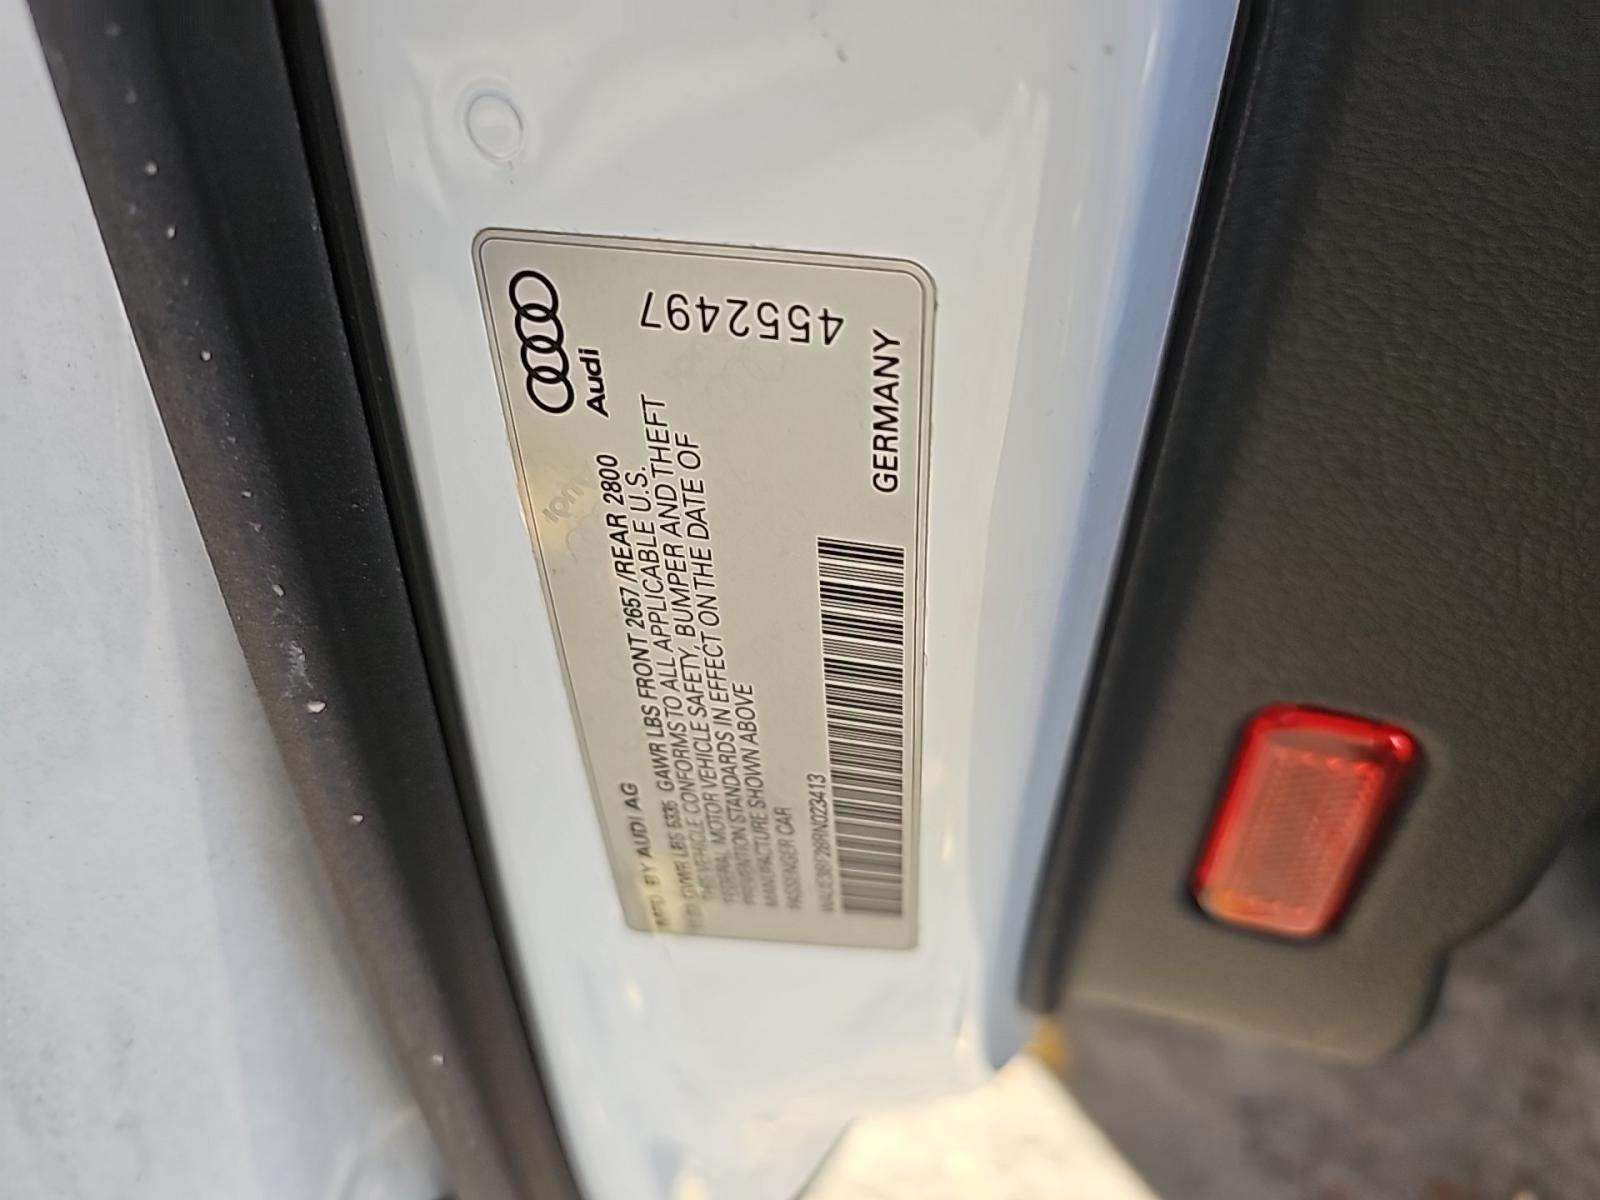 Audi
MFD. BY AUDI AG
GVWR LBS 5335 GAWR LBS FRONT 2657/REAR 2800
THIS VEHICLE CONFORMS TO ALL APPLICABLE U.S.
FEDERAL MOTOR VEHICLE SAFETY, BUMPER AND THEFT
PREVENTION STANDARDS IN EFFECT ON THE DATE OF
MANUFACTURE SHOWN ABOVE
PASSENGER CAR
4552497
GERMANY